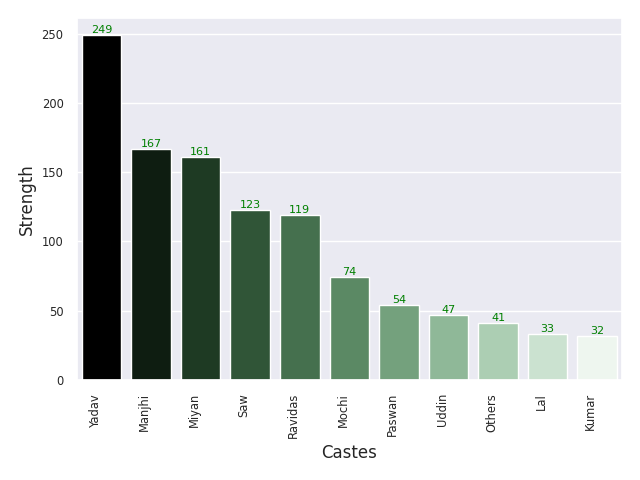 249
250
200
167
161
150
123
119
100
74
54
50
47
41
33
32
0
Strength
Yadav
Manjhi
Miyan
Saw
Ravidas
Mochi
Paswan
Uddin
Others
Lal
Kumar
Castes